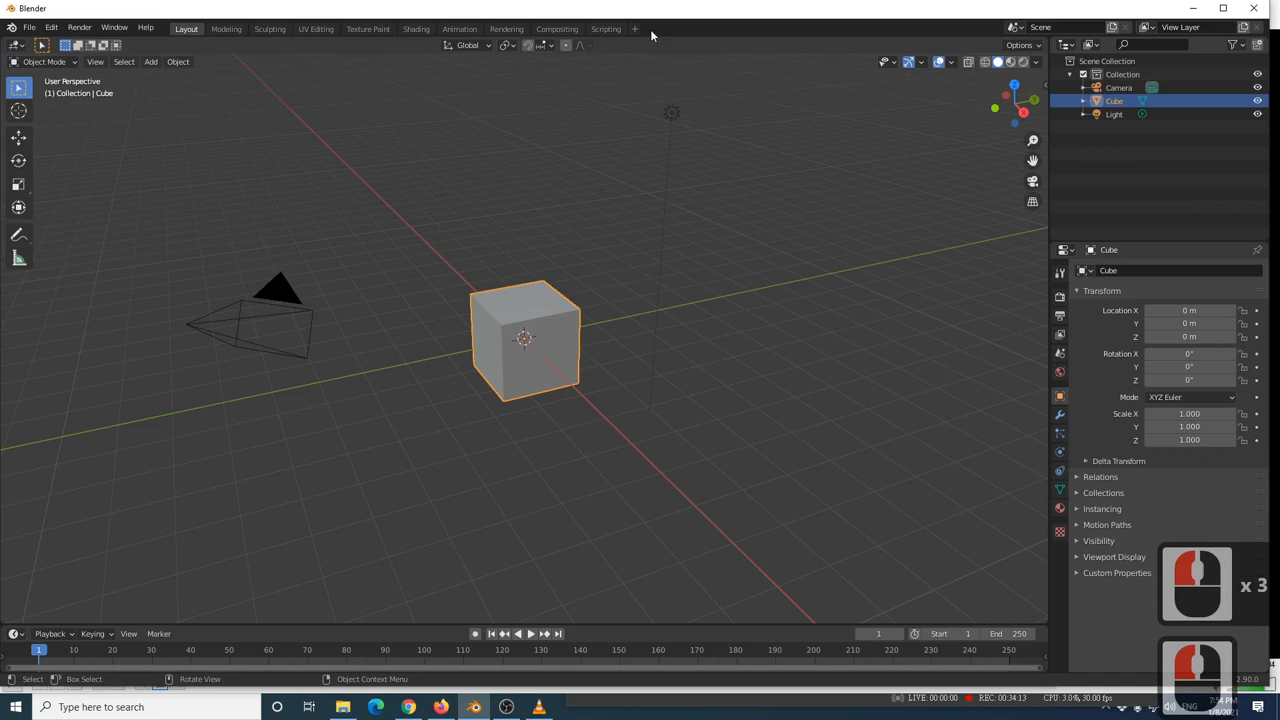 Blender
File Edit Render Window Help
Layout Modeling Sculpting UV Editing Texture Paint Shading Animation Rendering Compositing Scripting +
Scene
View Layer
Global
Options
Object Mode View Select Add Object
User Perspective
(1) Collection | Cube
Z
Y
X
Scene Collection
Collection
Camera
Cube
Light
Cube
Cube
Transform
Location X 0 m
Y 0 m
Z 0 m
Rotation X 0°
Y 0°
Z 0°
Mode XYZ Euler
Scale X 1.000
Y 1.000
Z 1.000
Delta Transform
Relations
Collections
Instancing
Motion Paths
Visibility
Viewport Display
Custom Properties
x 3
Playback Keying View Marker
1 Start 1 End 250
1 10 20 30 40 50 60 70 80 90 100 110 120 130 140 150 160 170 180 190 200 210 220 230 240 250
Select Box Select Rotate View Object Context Menu
2.90.0
LIVE: 00:00:00 REC: 00:34:13 CPU: 3.0%, 30.00 fps
Type here to search
ENG
7:54 PM
1/8/2021